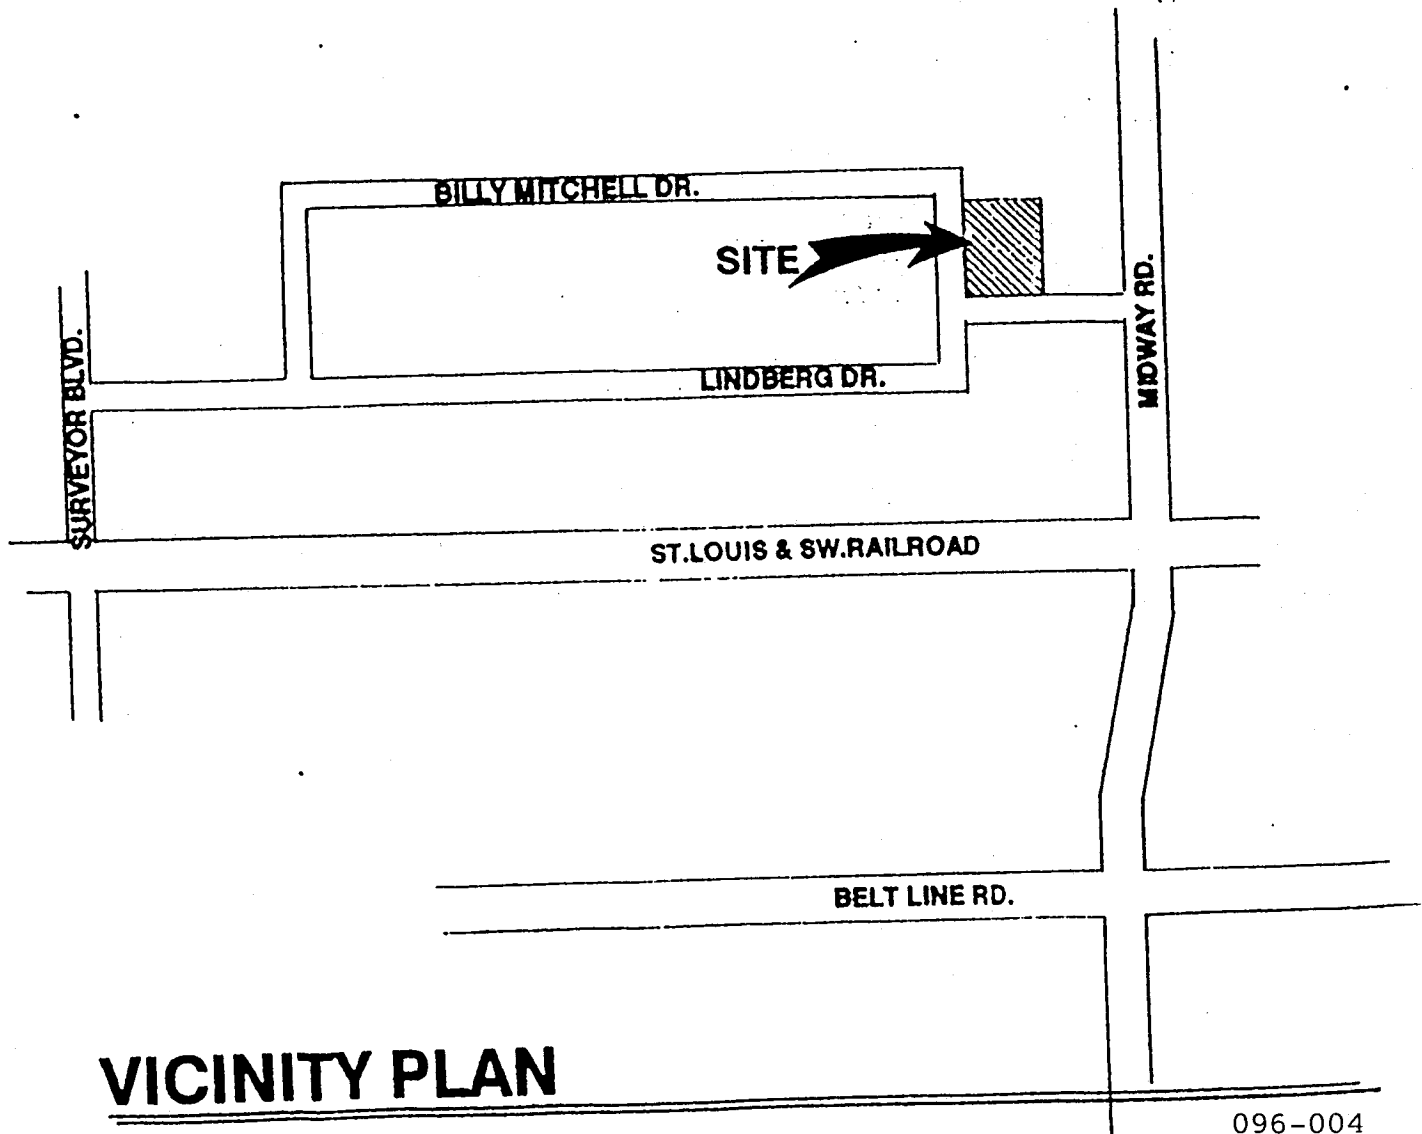 BILLY MITCHELL DR.
SITE
MIDWAY RD.
SURVEYOR BLVD.
LINDBERG DR.
ST.LOUIS & SW.RAILROAD
BELT LINE RD.
VICINITY PLAN
096-004